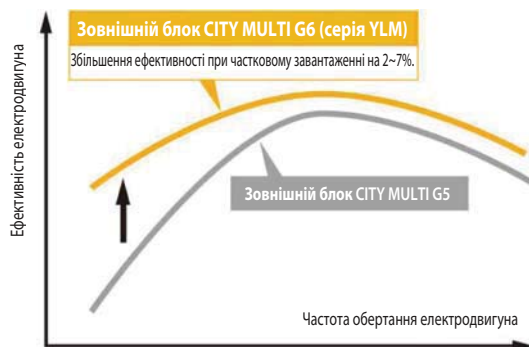 Зовнішній блок CITY MULTI G6 (серія YLM)
Збільшення ефективності при частковому завантаженні на 2~7%.
Ефективність електродвигуна
Зовнішній блок CITY MULTI G5
Частота обертання електродвигуна